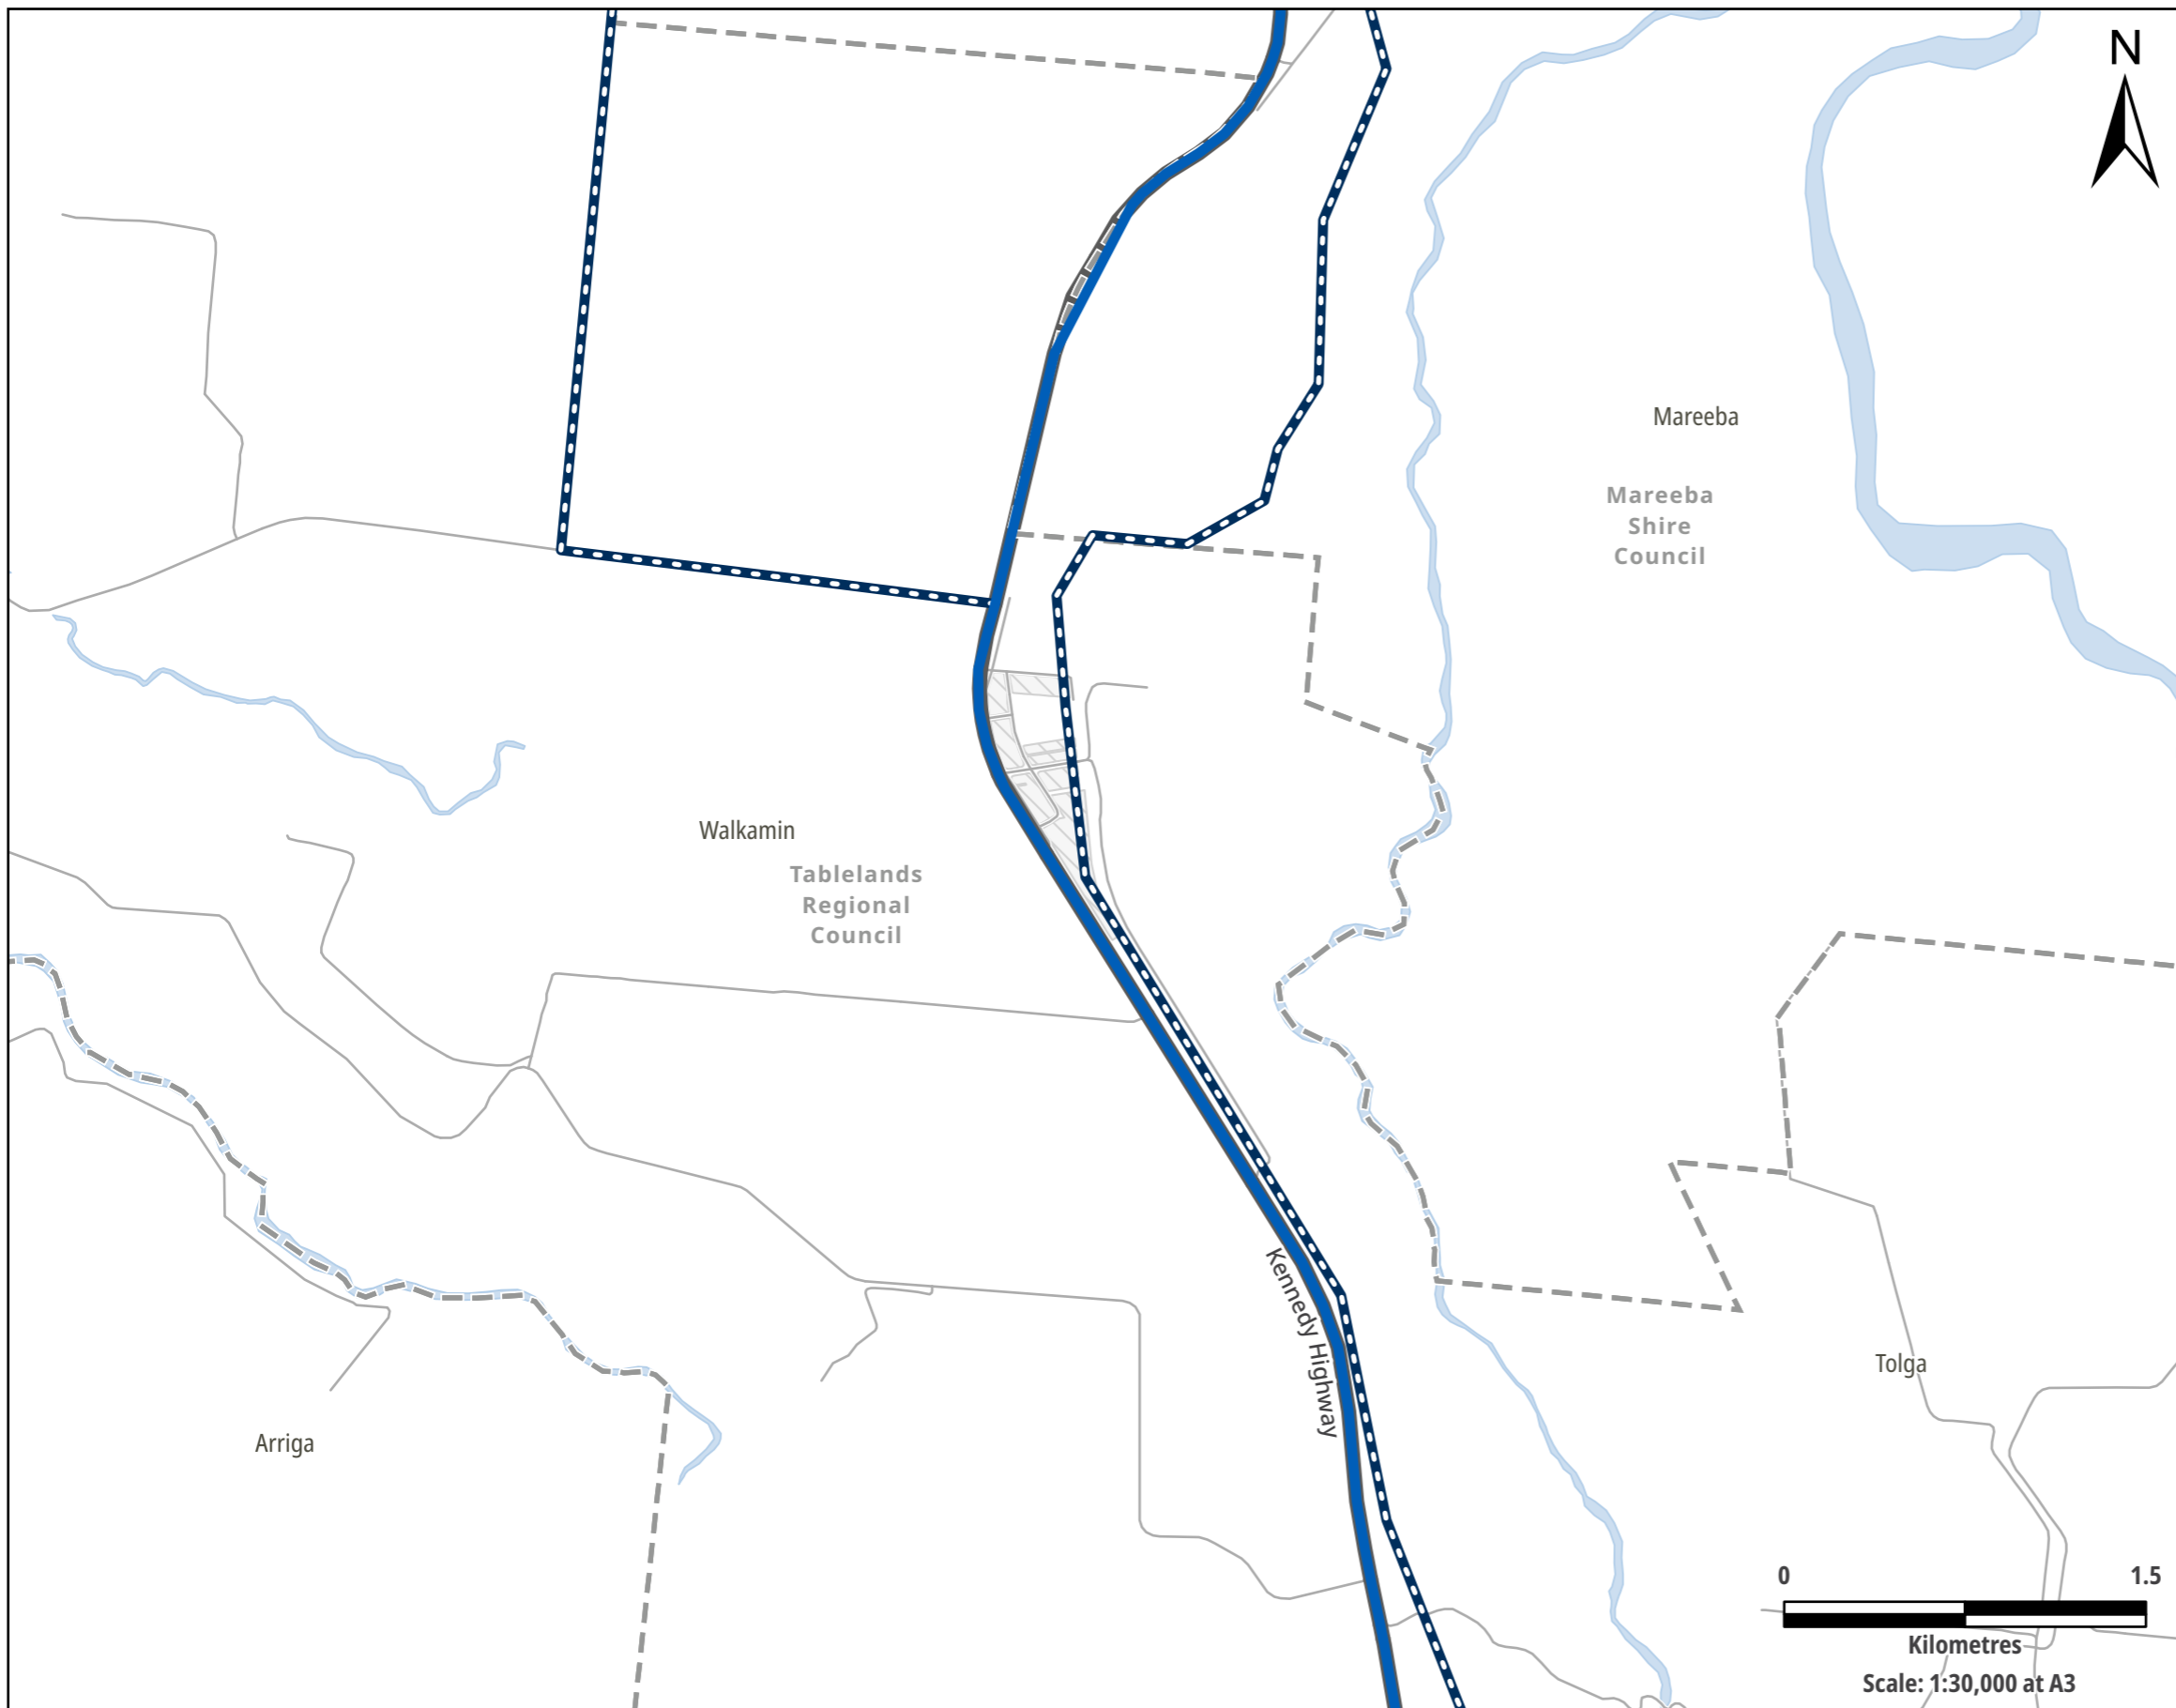 N
Mareeba
Mareeba
Shire
Council
Walkamin
Tablelands
Regional
Council
Kennedy Highway
Tolga
Arriga
0 1.5
Kilometres
Scale: 1:30,000 at A3